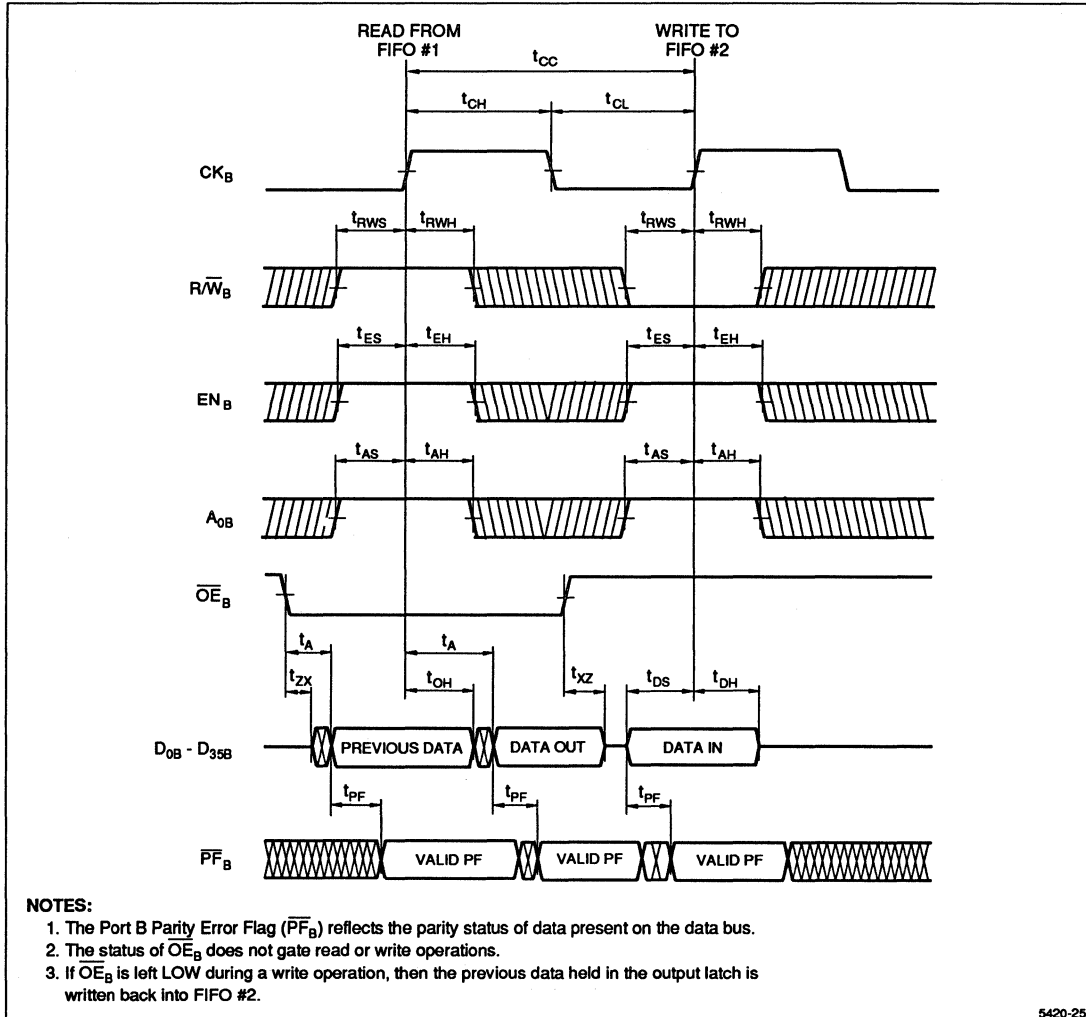 READ FROM
FIFO #1
WRITE TO
FIFO #2
tCC
tCH
tCL
CKB
tRWS
tRWH
tRWS
tRWH
R/W̅B
tES
tEH
tES
tEH
ENB
tAS
tAH
tAS
tAH
A0B
O̅E̅B
tA
tA
tZX
tOH
tXZ
tDS
tDH
D0B - D35B
PREVIOUS DATA
DATA OUT
DATA IN
tPF
tPF
tPF
P̅F̅B
VALID PF
VALID PF
VALID PF
NOTES:
1. The Port B Parity Error Flag (P̅F̅B) reflects the parity status of data present on the data bus.
2. The status of O̅E̅B does not gate read or write operations.
3. If O̅E̅B is left LOW during a write operation, then the previous data held in the output latch is
written back into FIFO #2.
5420-25